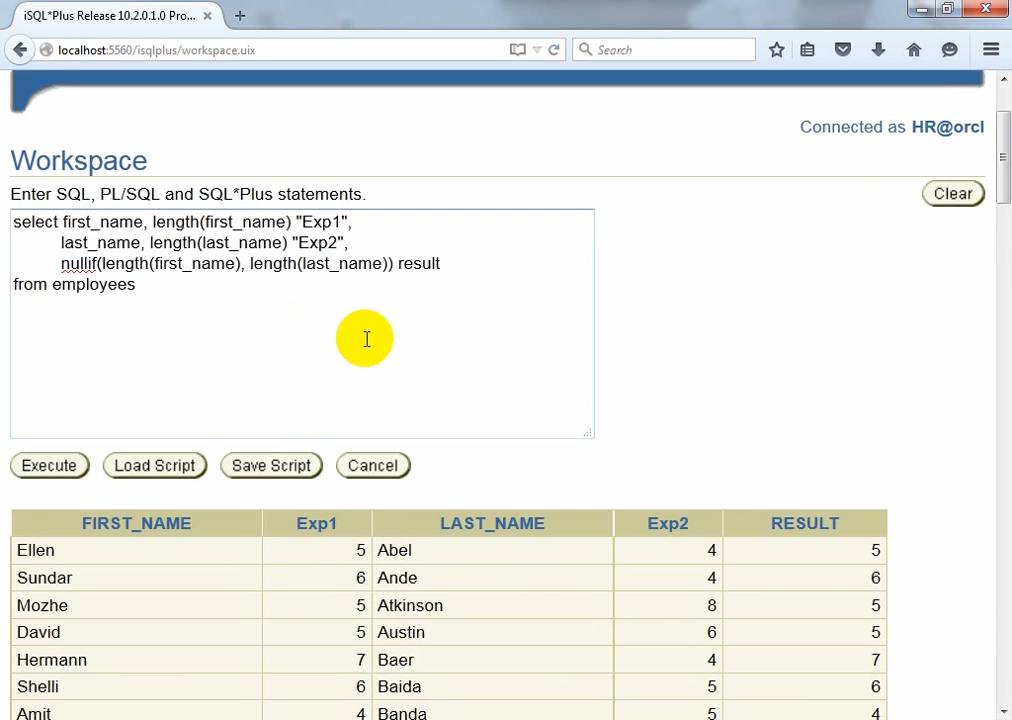 iSQL*Plus Release 10.2.0.1.0 Pro...
localhost:5560/isqlplus/workspace.uix
Search
Connected as HR@orcl
Workspace
Enter SQL, PL/SQL and SQL*Plus statements.
Clear
select first_name, length(first_name) "Exp1",
last_name, length(last_name) "Exp2",
nullif(length(first_name), length(last_name)) result
from employees
Execute Load Script Save Script Cancel
FIRST_NAME Exp1 LAST_NAME Exp2 RESULT
Ellen 5 Abel 4 5
Sundar 6 Ande 4 6
Mozhe 5 Atkinson 8 5
David 5 Austin 6 5
Hermann 7 Baer 4 7
Shelli 6 Baida 5 6
Amit 4 Banda 5 4